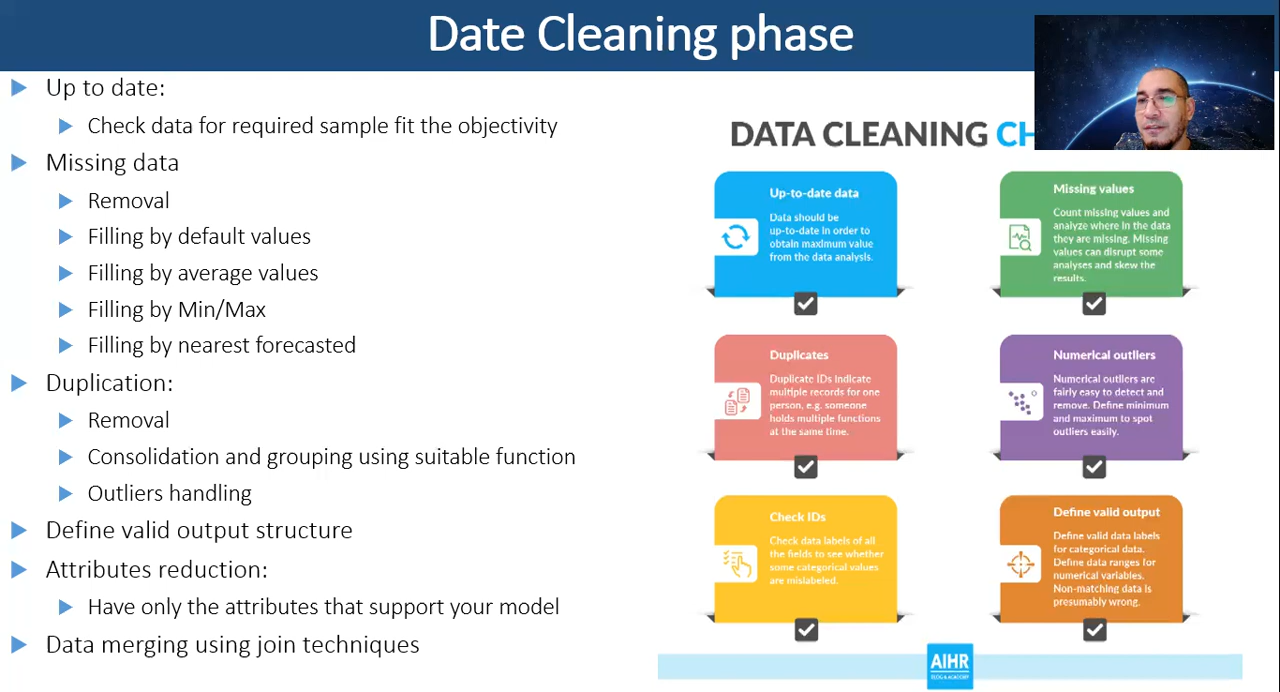 Date Cleaning phase
Up to date:
Check data for required sample fit the objectivity
Missing data
Removal
Filling by default values
Filling by average values
Filling by Min/Max
Filling by nearest forecasted
Duplication:
Removal
Consolidation and grouping using suitable function
Outliers handling
Define valid output structure
Attributes reduction:
Have only the attributes that support your model
Data merging using join techniques
DATA CLEANING CH
Up-to-date data
Data should be
up-to-date in order to
obtain maximum value
from the data analysis.
Missing values
Count missing values and
analyze where in the data
they are missing. Missing
values can disrupt some
analyses and skew the
results.
Duplicates
Duplicate IDs indicate
multiple records for one
person, e.g. someone
holds multiple functions
at the same time.
Numerical outliers
Numerical outliers are
fairly easy to detect and
remove. Define minimum
and maximum to spot
outliers easily.
Check IDs
Check data labels of all
the fields to see whether
some categorical values
are mislabeled.
Define valid output
Define valid data labels
for categorical data.
Define data ranges for
numerical variables.
Non-matching data is
presumably wrong.
AIHR
BLOG & ACADEMY